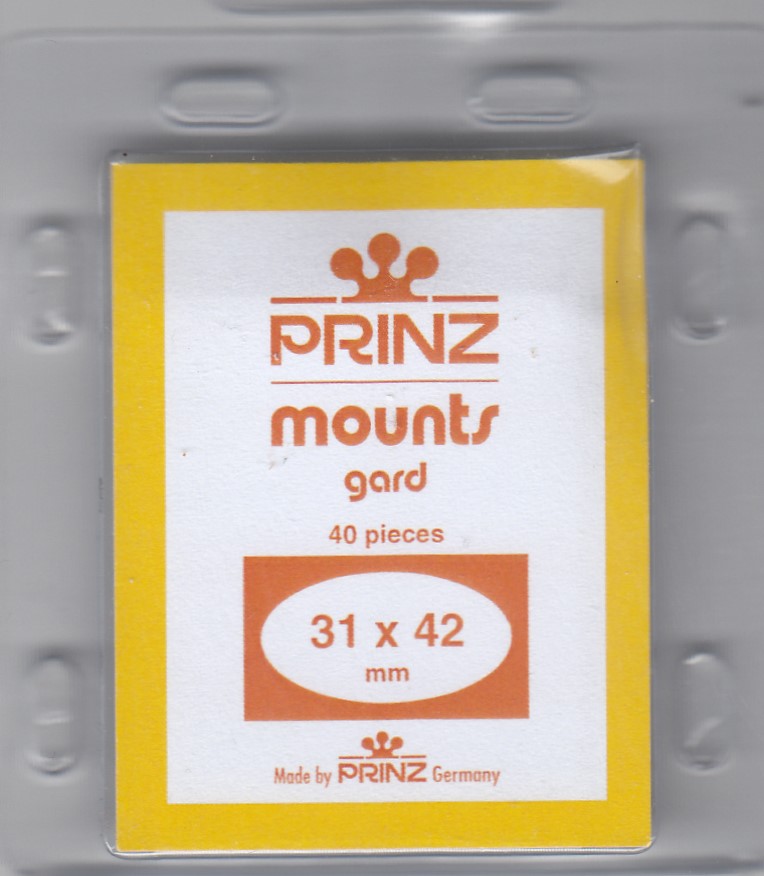 PRINZ
mounts
gard
40 pieces
31 x 42
mm
Made by PRINZ Germany